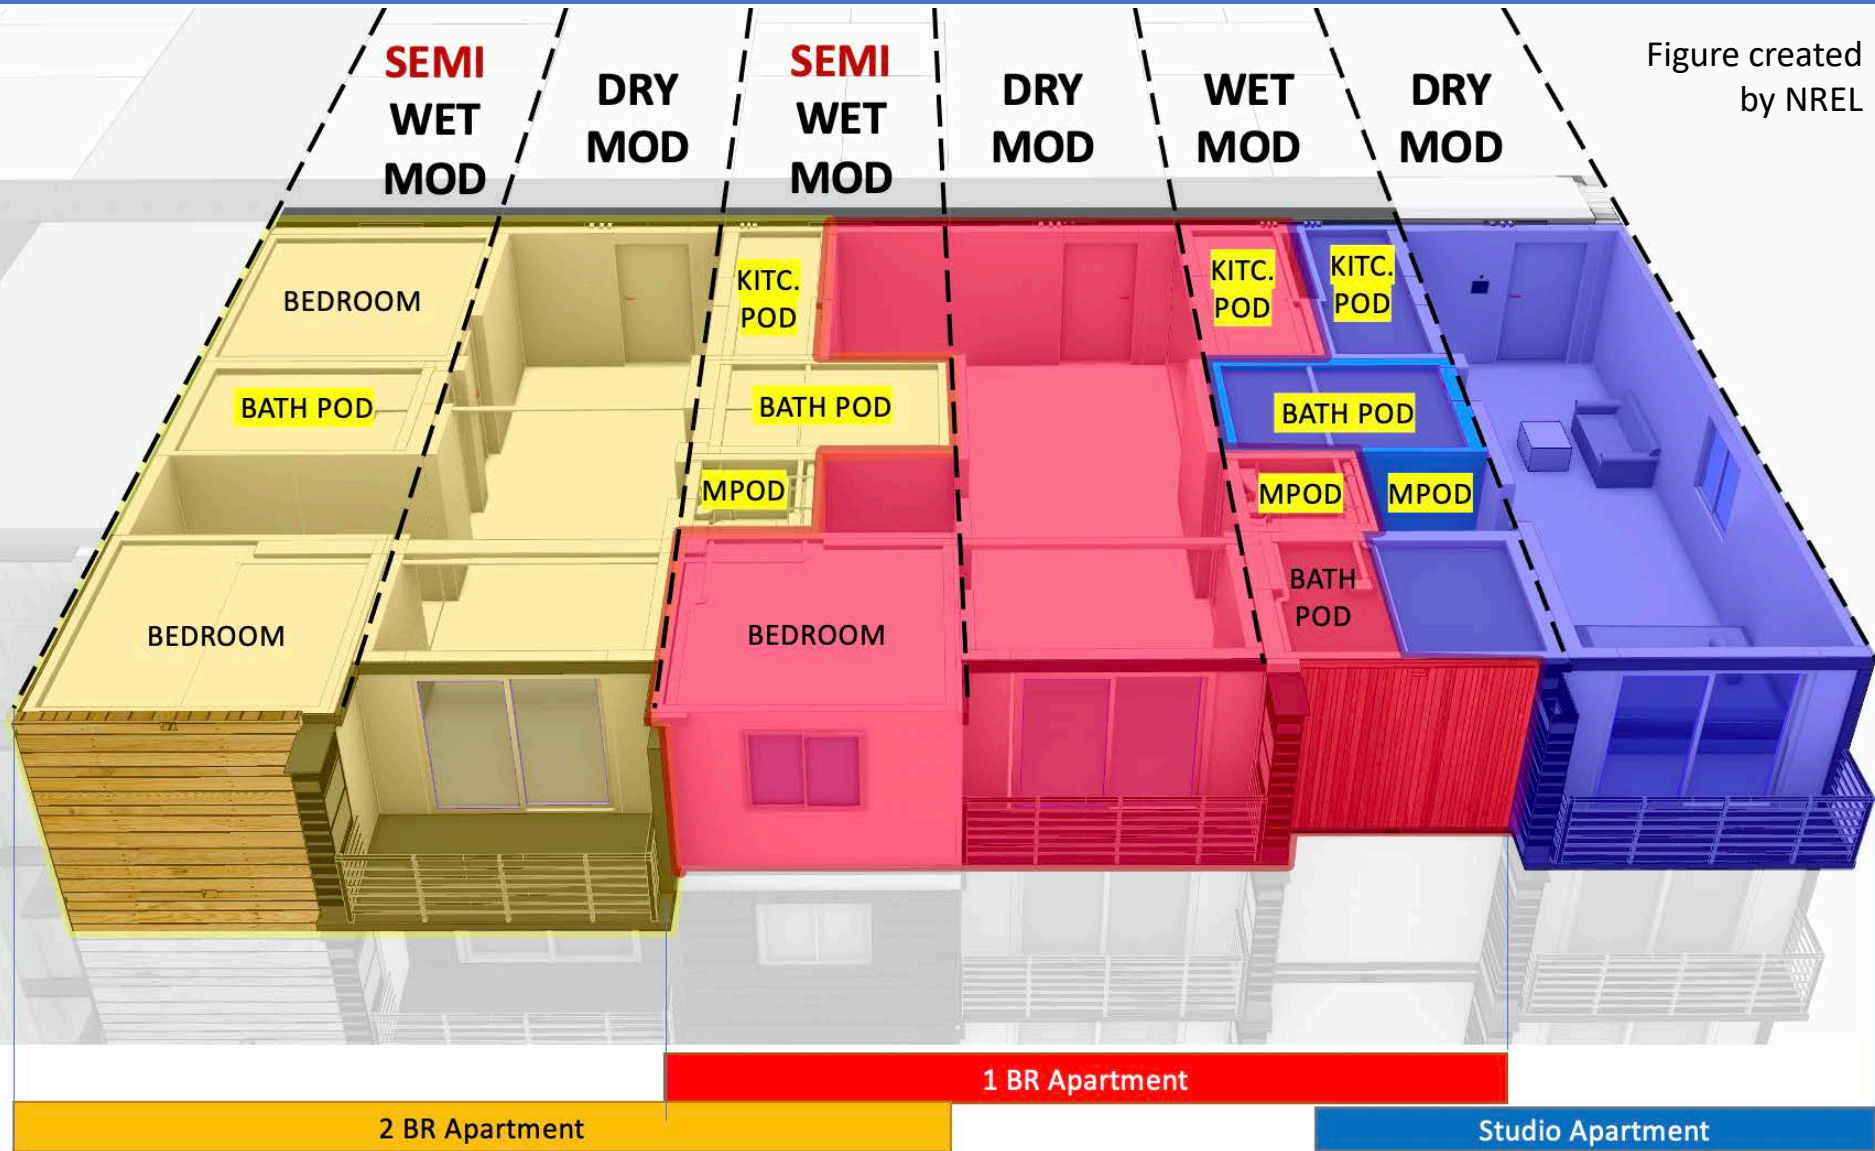 SEMI
WET
MOD
DRY
MOD
SEMI
WET
MOD
DRY
MOD
WET
MOD
DRY
MOD
Figure created
by NREL
BEDROOM
KITC.
POD
KITC.
POD
KITC.
POD
BATH POD
BATH POD
BATH POD
MPOD
MPOD
MPOD
BEDROOM
BEDROOM
BATH
POD
1 BR Apartment
2 BR Apartment
Studio Apartment